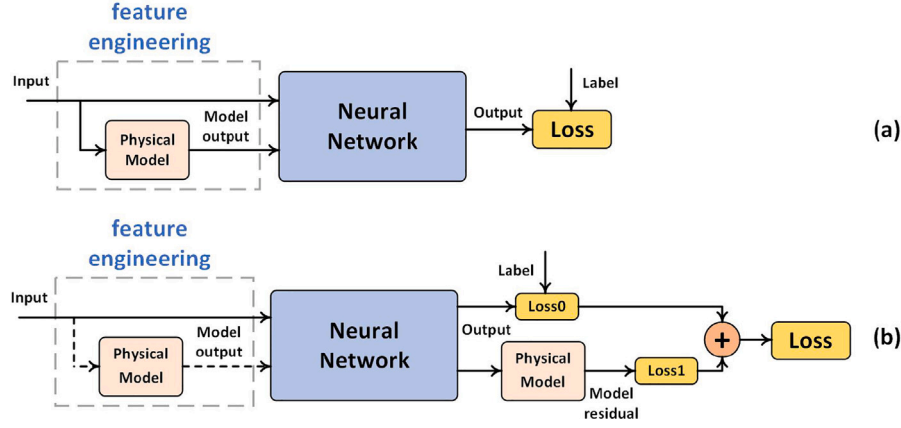 feature
engineering
Input
Physical
Model
Model
output
Neural
Network
Output
Label
Loss
(a)
feature
engineering
Input
Physical
Model
Model
output
Neural
Network
Label
Loss0
Output
Physical
Model
Model
residual
Loss1
+
Loss
(b)